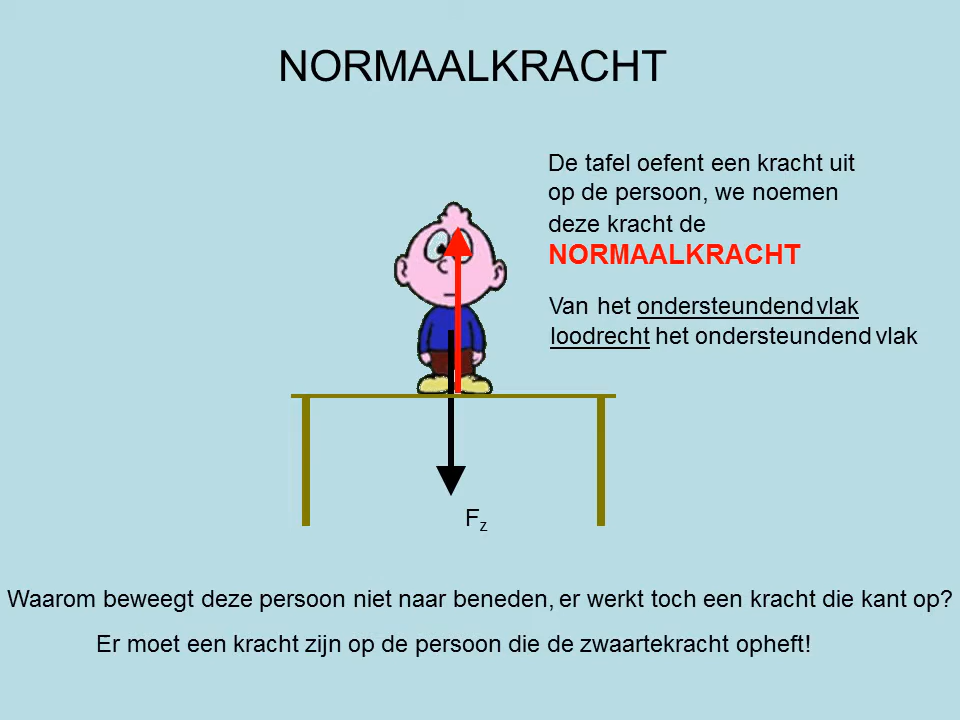 NORMAALKRACHT
De tafel oefent een kracht uit
op de persoon, we noemen
deze kracht de
NORMAALKRACHT
Van het ondersteundend vlak
loodrecht het ondersteundend vlak
Fz
Waarom beweegt deze persoon niet naar beneden, er werkt toch een kracht die kant op?
Er moet een kracht zijn op de persoon die de zwaartekracht opheft!